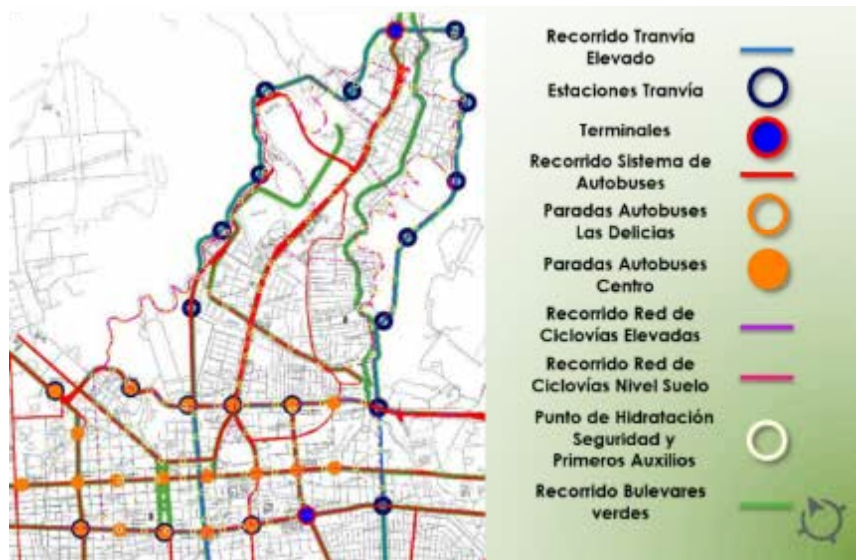 Recorrido Tranvía
Elevado
Estaciones Tranvía
Terminales
Recorrido Sistema de
Autobuses
Paradas Autobuses
Las Delicias
Paradas Autobuses
Centro
Recorrido Red de
Ciclovías Elevadas
Recorrido Red de
Ciclovías Nivel Suelo
Punto de Hidratación
Seguridad y
Primeros Auxilios
Recorrido Bulevares
verdes